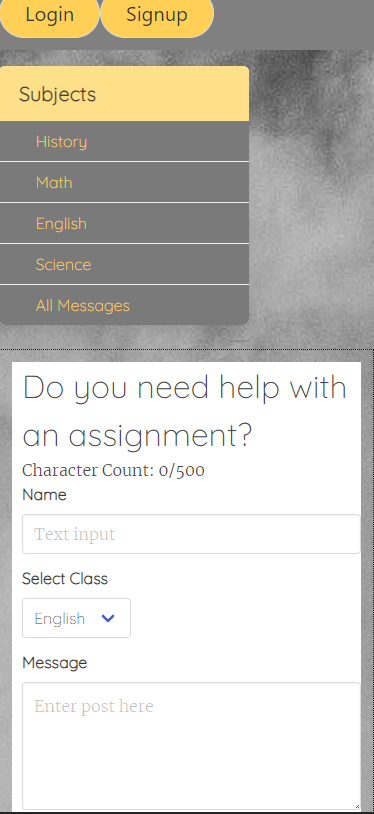 Login Signup
Subjects
History
Math
English
Science
All Messages
Do you need help with
an assignment?
Character Count: 0/500
Name
Text input
Select Class
English
Message
Enter post here